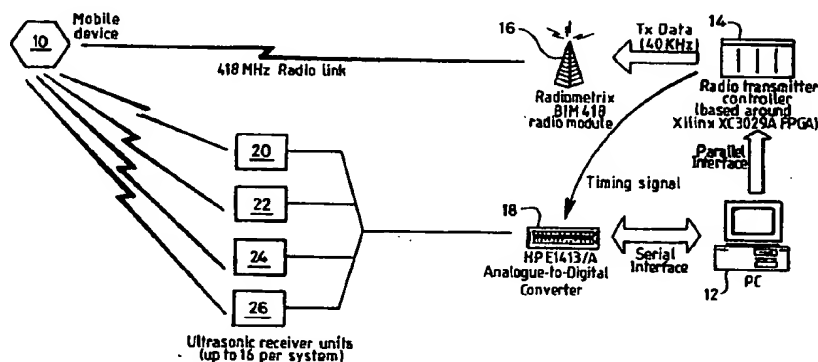 Mobile
device
10
418 MHz Radio link
16
Radiometrix
BIM 418
radio module
Tx Data
(40 KHz)
14
Radio transmitter
controller
(based around
Xilinx XC3029A FPGA)
Parallel
Interface
Timing signal
20
22
24
26
Ultrasonic receiver units
(up to 16 per system)
18
HP E1413/A
Analogue-to-Digital
Converter
Serial
Interface
12
PC